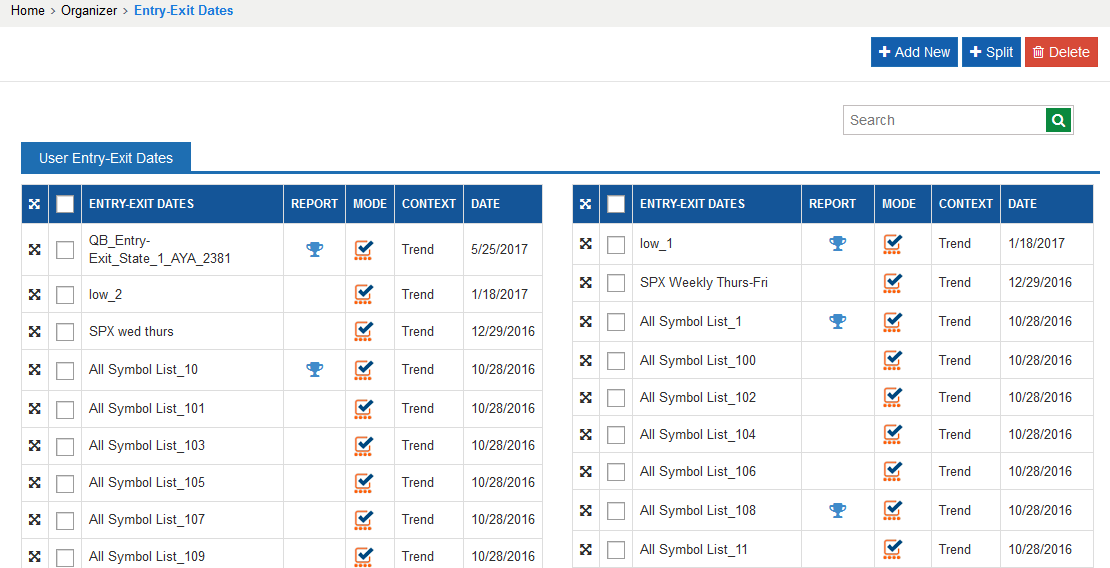 Home > Organizer > Entry-Exit Dates
Add New Split Delete
Search
User Entry-Exit Dates
ENTRY-EXIT DATES REPORT MODE CONTEXT DATE
QB_Entry-
Exit_State_1_AYA_2381 Trend 5/25/2017
low_2 Trend 1/18/2017
SPX wed thurs Trend 12/29/2016
All Symbol List_10 Trend 10/28/2016
All Symbol List_101 Trend 10/28/2016
All Symbol List_103 Trend 10/28/2016
All Symbol List_105 Trend 10/28/2016
All Symbol List_107 Trend 10/28/2016
All Symbol List_109 Trend 10/28/2016
ENTRY-EXIT DATES REPORT MODE CONTEXT DATE
low_1 Trend 1/18/2017
SPX Weekly Thurs-Fri Trend 12/29/2016
All Symbol List_1 Trend 10/28/2016
All Symbol List_100 Trend 10/28/2016
All Symbol List_102 Trend 10/28/2016
All Symbol List_104 Trend 10/28/2016
All Symbol List_106 Trend 10/28/2016
All Symbol List_108 Trend 10/28/2016
All Symbol List_11 Trend 10/28/2016